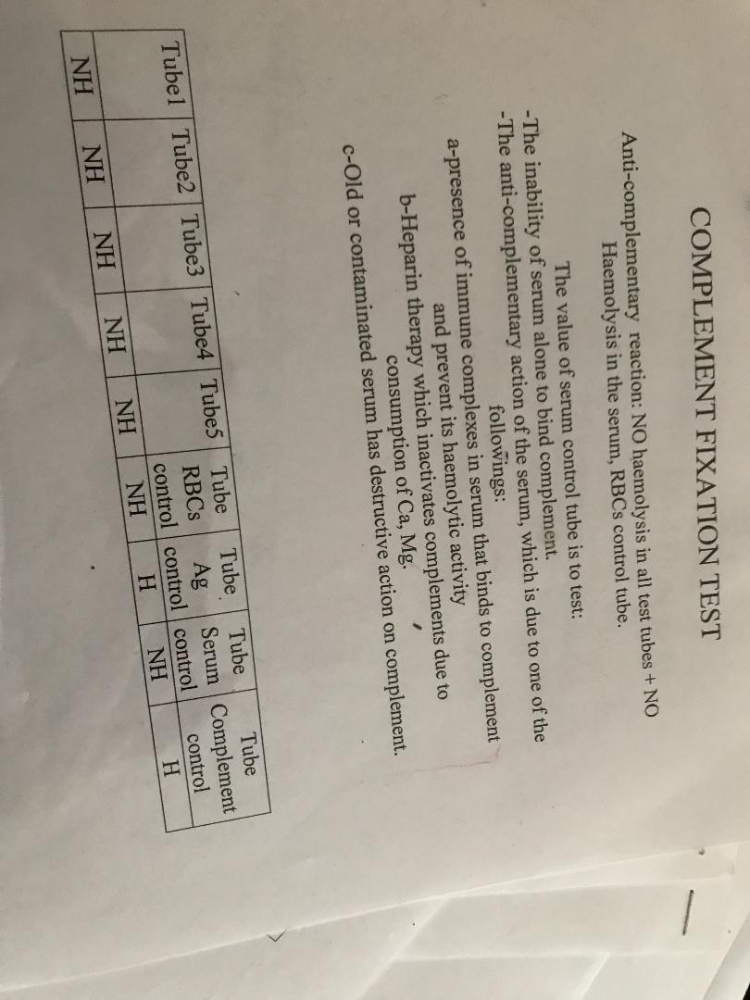 COMPLEMENT FIXATION TEST
Anti-complementary reaction: NO haemolysis in all test tubes + NO
Haemolysis in the serum, RBCs control tube.
The value of serum control tube is to test:
-The inability of serum alone to bind complement.
-The anti-complementary action of the serum, which is due to one of the
followings:
a-presence of immune complexes in serum that binds to complement
and prevent its haemolytic activity
b-Heparin therapy which inactivates complements due to
consumption of Ca, Mg.
c-Old or contaminated serum has destructive action on complement.
Tube1 Tube2 Tube3 Tube4 Tube5 Tube RBCs control Tube Ag control Tube Serum control Tube Complement control
NH NH NH NH NH NH H NH H